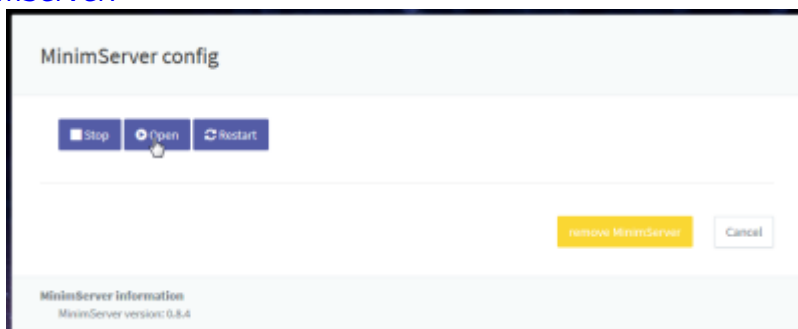 MinimServer config
Stop Open Restart
remove MinimServer Cancel
MinimServer information
MinimServer version: 0.8.4